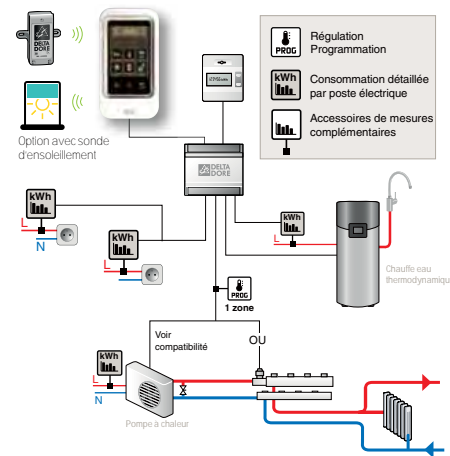 DELTA
DORE
Option avec sonde
d'ensoleillement
PROG
Régulation
Programmation
kWh
Consommation détaillée
par poste électrique
Accessoires de mesures
complémentaires
DELTA
DORE
kWh
L
N
kWh
L
kWh
L
Chauffe eau
thermodynamiqu
PROG
1 zone
Voir
compatibilité
OU
kWh
L
N
Pompe à chaleur